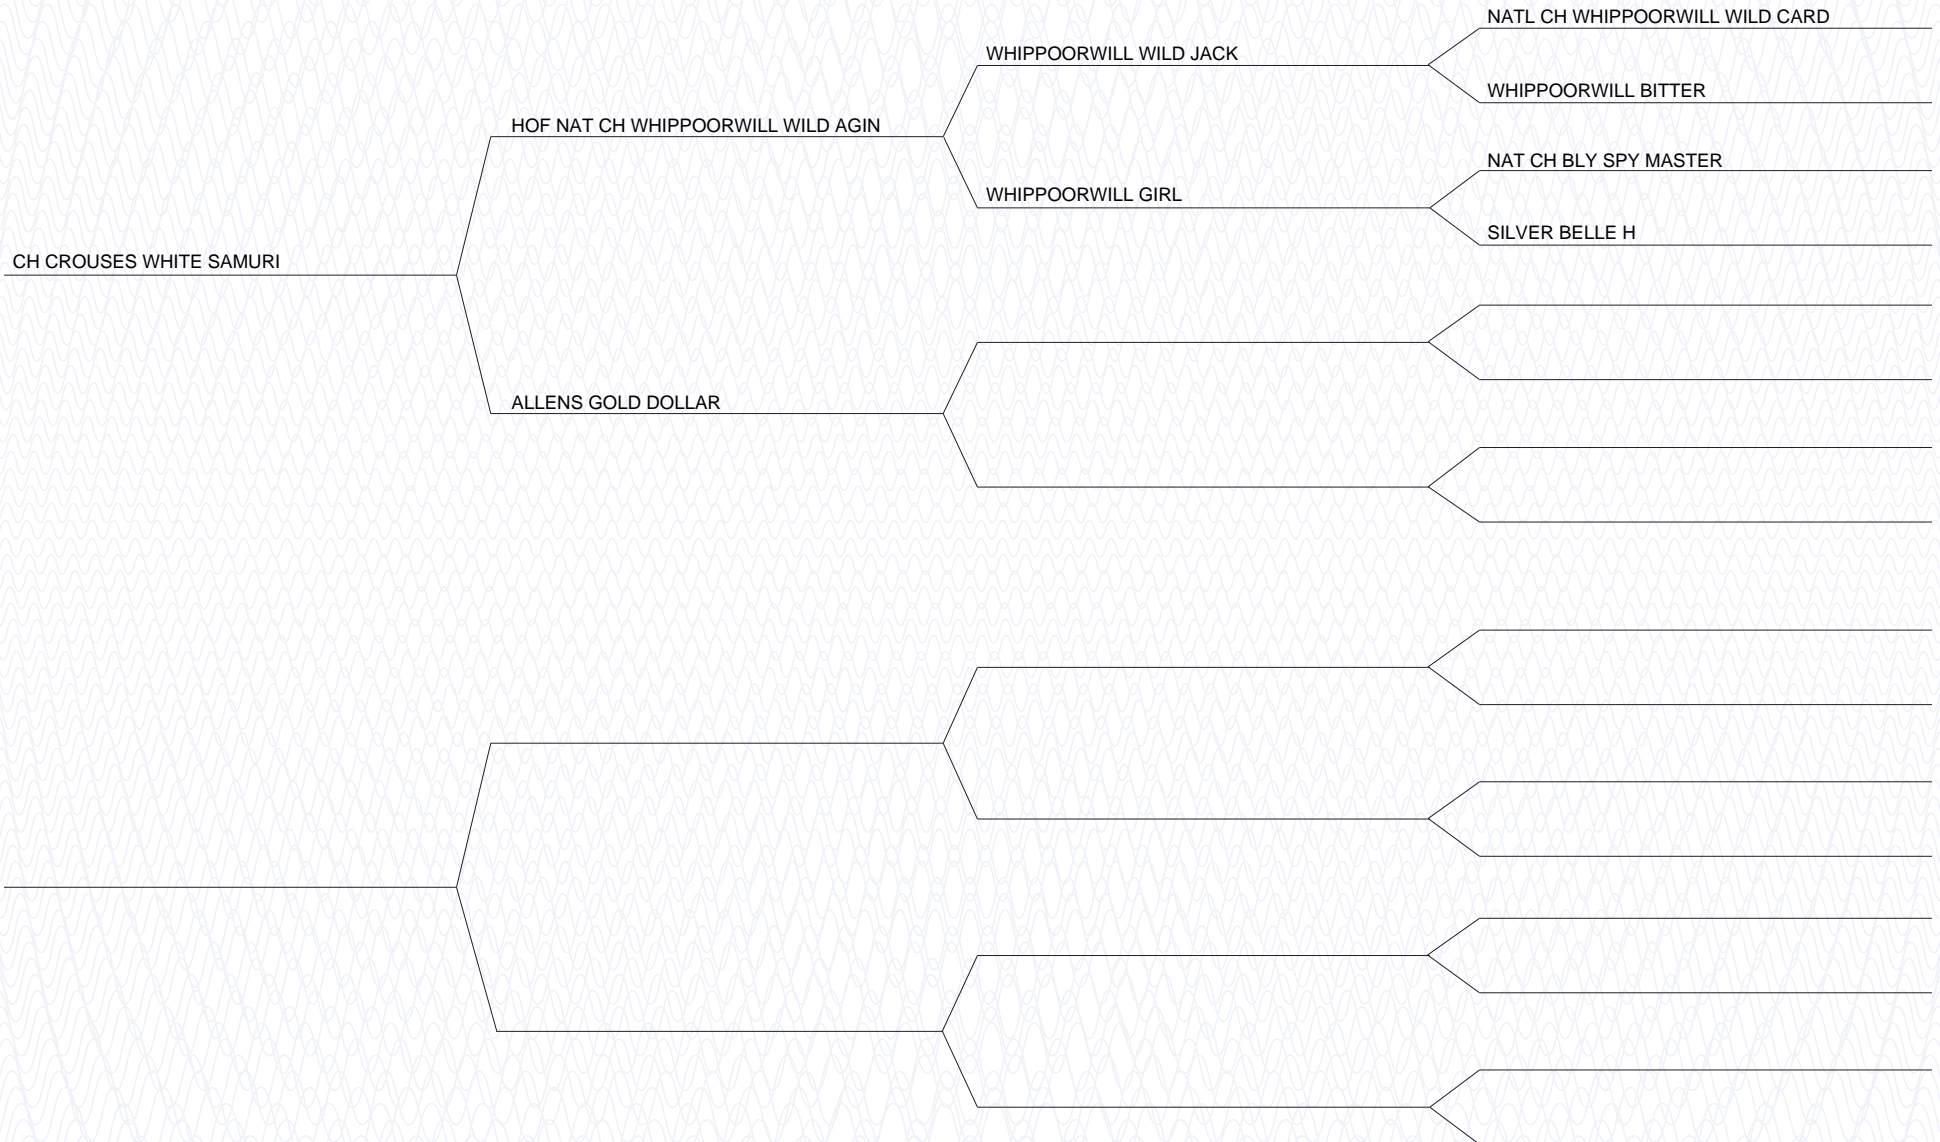 NATL CH WHIPPOORWILL WILD CARD
WHIPPOORWILL WILD JACK
WHIPPOORWILL BITTER
HOF NAT CH WHIPPOORWILL WILD AGIN
NAT CH BLY SPY MASTER
WHIPPOORWILL GIRL
SILVER BELLE H
CH CROUSES WHITE SAMURI
ALLENS GOLD DOLLAR